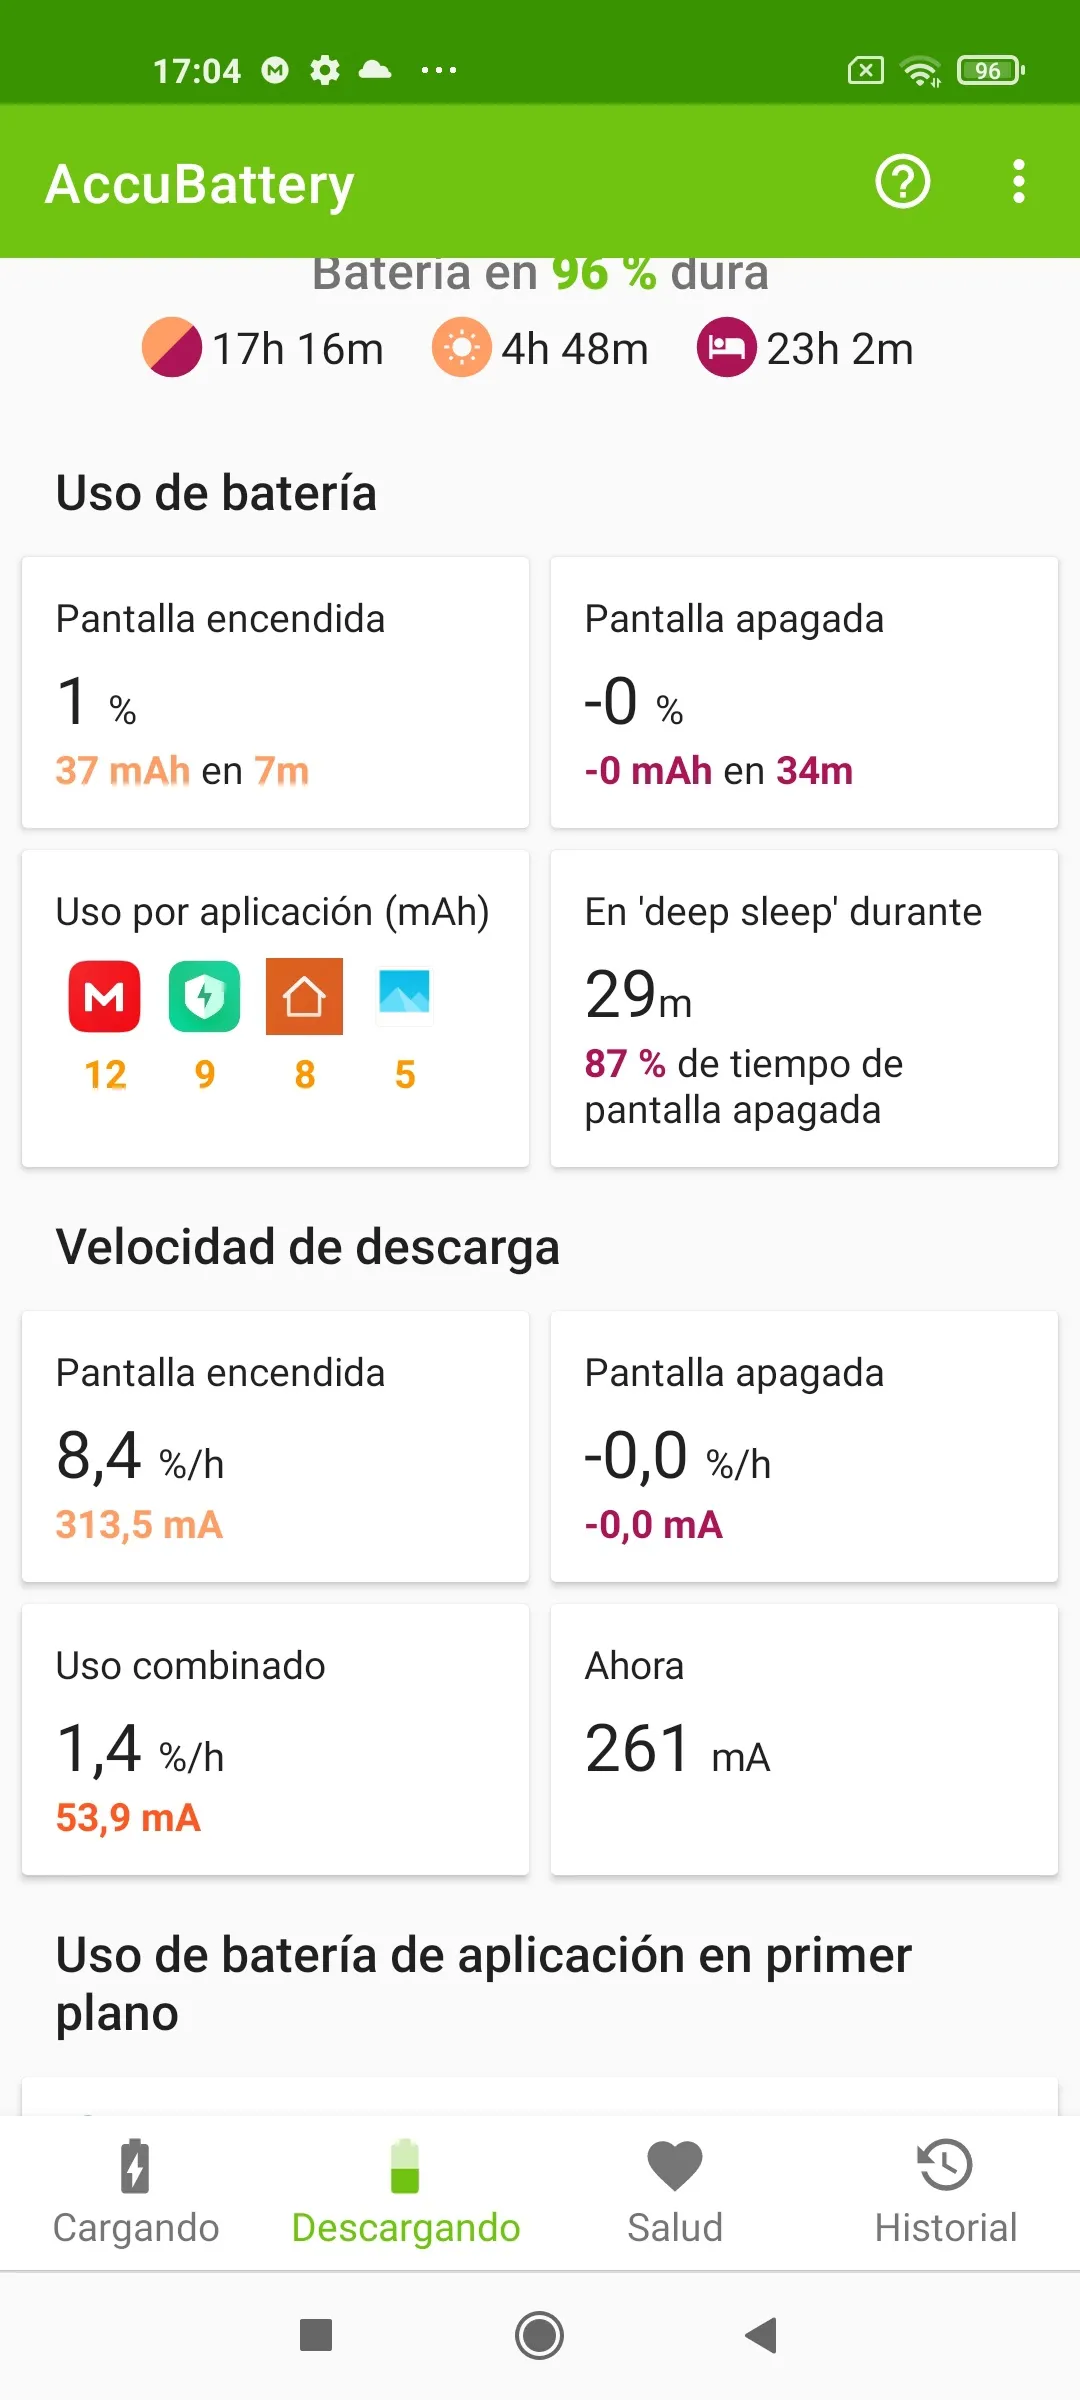 17:04
96
AccuBattery
Batería en 96 % dura
17h 16m 4h 48m 23h 2m
Uso de batería
Pantalla encendida
1 %
37 mAh en 7m
Pantalla apagada
-0 %
-0 mAh en 34m
Uso por aplicación (mAh)
12 9 8 5
En 'deep sleep' durante
29m
87 % de tiempo de
pantalla apagada
Velocidad de descarga
Pantalla encendida
8,4 %/h
313,5 mA
Pantalla apagada
-0,0 %/h
-0,0 mA
Uso combinado
1,4 %/h
53,9 mA
Ahora
261 mA
Uso de batería de aplicación en primer
plano
Cargando Descargando Salud Historial